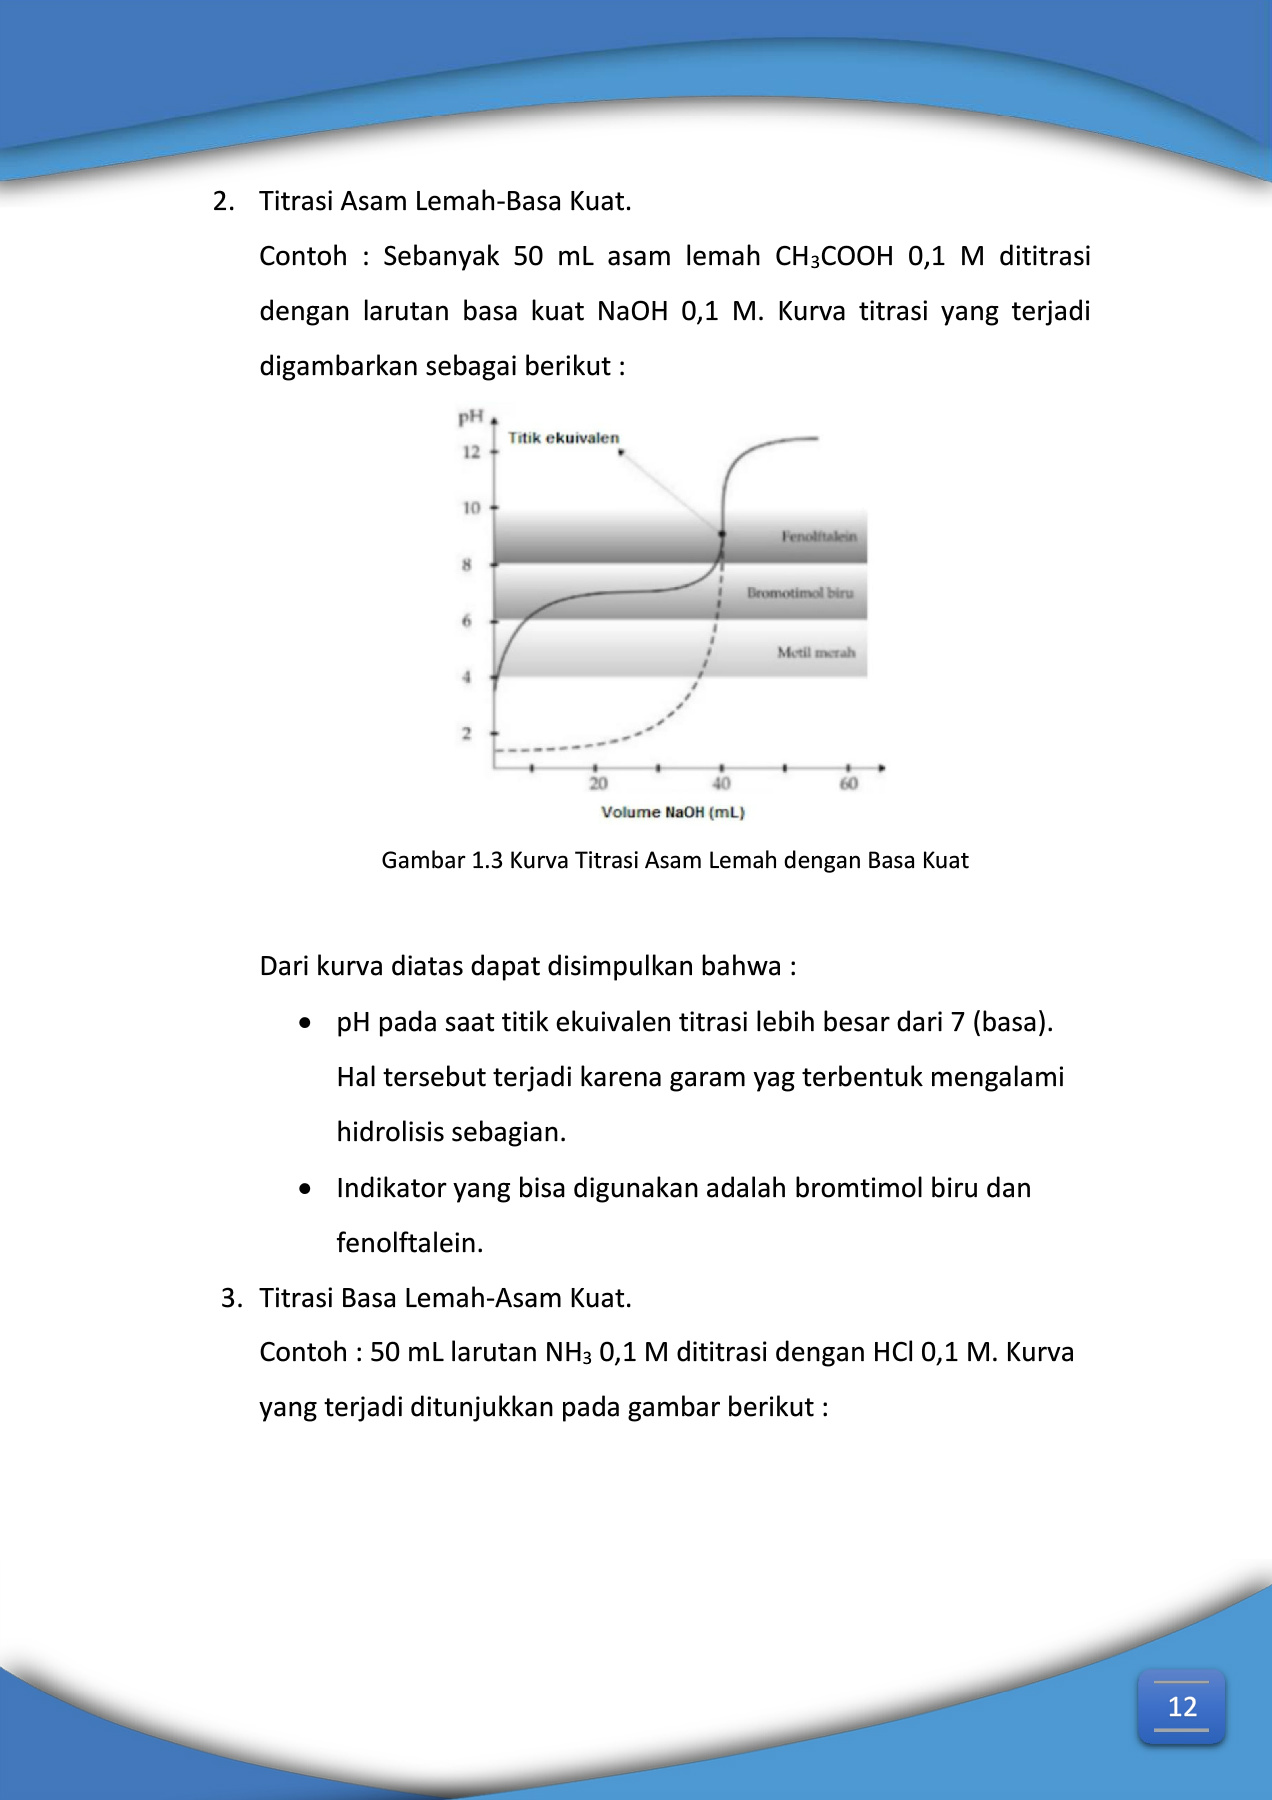 2. Titrasi Asam Lemah-Basa Kuat.
Contoh : Sebanyak 50 mL asam lemah CH₃COOH 0,1 M dititrasi
dengan larutan basa kuat NaOH 0,1 M. Kurva titrasi yang terjadi
digambarkan sebagai berikut :
pH
Titik ekuivalen
12
10
Fenolftalein
8
Bromotimol biru
6
Metil merah
4
2
20 40 60
Volume NaOH (mL)
Gambar 1.3 Kurva Titrasi Asam Lemah dengan Basa Kuat
Dari kurva diatas dapat disimpulkan bahwa :
• pH pada saat titik ekuivalen titrasi lebih besar dari 7 (basa).
Hal tersebut terjadi karena garam yag terbentuk mengalami
hidrolisis sebagian.
• Indikator yang bisa digunakan adalah bromtimol biru dan
fenolftalein.
3. Titrasi Basa Lemah-Asam Kuat.
Contoh : 50 mL larutan NH₃ 0,1 M dititrasi dengan HCl 0,1 M. Kurva
yang terjadi ditunjukkan pada gambar berikut :
12